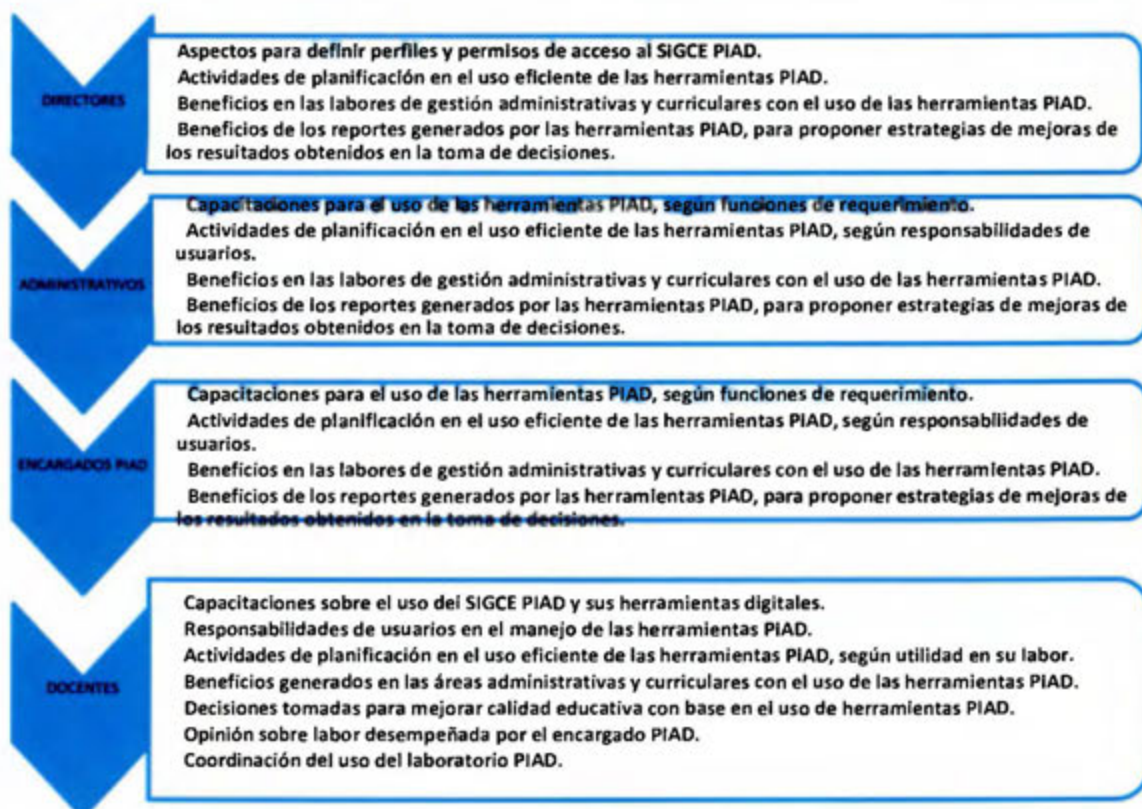 DIRECTORES
Aspectos para definir perfiles y permisos de acceso al SIGCE PIAD.
Actividades de planificación en el uso eficiente de las herramientas PIAD.
Beneficios en las labores de gestión administrativas y curriculares con el uso de las herramientas PIAD.
Beneficios de los reportes generados por las herramientas PIAD, para proponer estrategias de mejoras de
los resultados obtenidos en la toma de decisiones.
ADMINISTRATIVOS
Capacitaciones para el uso de las herramientas PIAD, según funciones de requerimiento.
Actividades de planificación en el uso eficiente de las herramientas PIAD, según responsabilidades de
usuarios.
Beneficios en las labores de gestión administrativas y curriculares con el uso de las herramientas PIAD.
Beneficios de los reportes generados por las herramientas PIAD, para proponer estrategias de mejoras de
los resultados obtenidos en la toma de decisiones.
ENCARGADOS PIAD
Capacitaciones para el uso de las herramientas PIAD, según funciones de requerimiento.
Actividades de planificación en el uso eficiente de las herramientas PIAD, según responsabilidades de
usuarios.
Beneficios en las labores de gestión administrativas y curriculares con el uso de las herramientas PIAD.
Beneficios de los reportes generados por las herramientas PIAD, para proponer estrategias de mejoras de
los resultados obtenidos en la toma de decisiones.
DOCENTES
Capacitaciones sobre el uso del SIGCE PIAD y sus herramientas digitales.
Responsabilidades de usuarios en el manejo de las herramientas PIAD.
Actividades de planificación en el uso eficiente de las herramientas PIAD, según utilidad en su labor.
Beneficios generados en las áreas administrativas y curriculares con el uso de las herramientas PIAD.
Decisiones tomadas para mejorar calidad educativa con base en el uso de herramientas PIAD.
Opinión sobre labor desempeñada por el encargado PIAD.
Coordinación del uso del laboratorio PIAD.